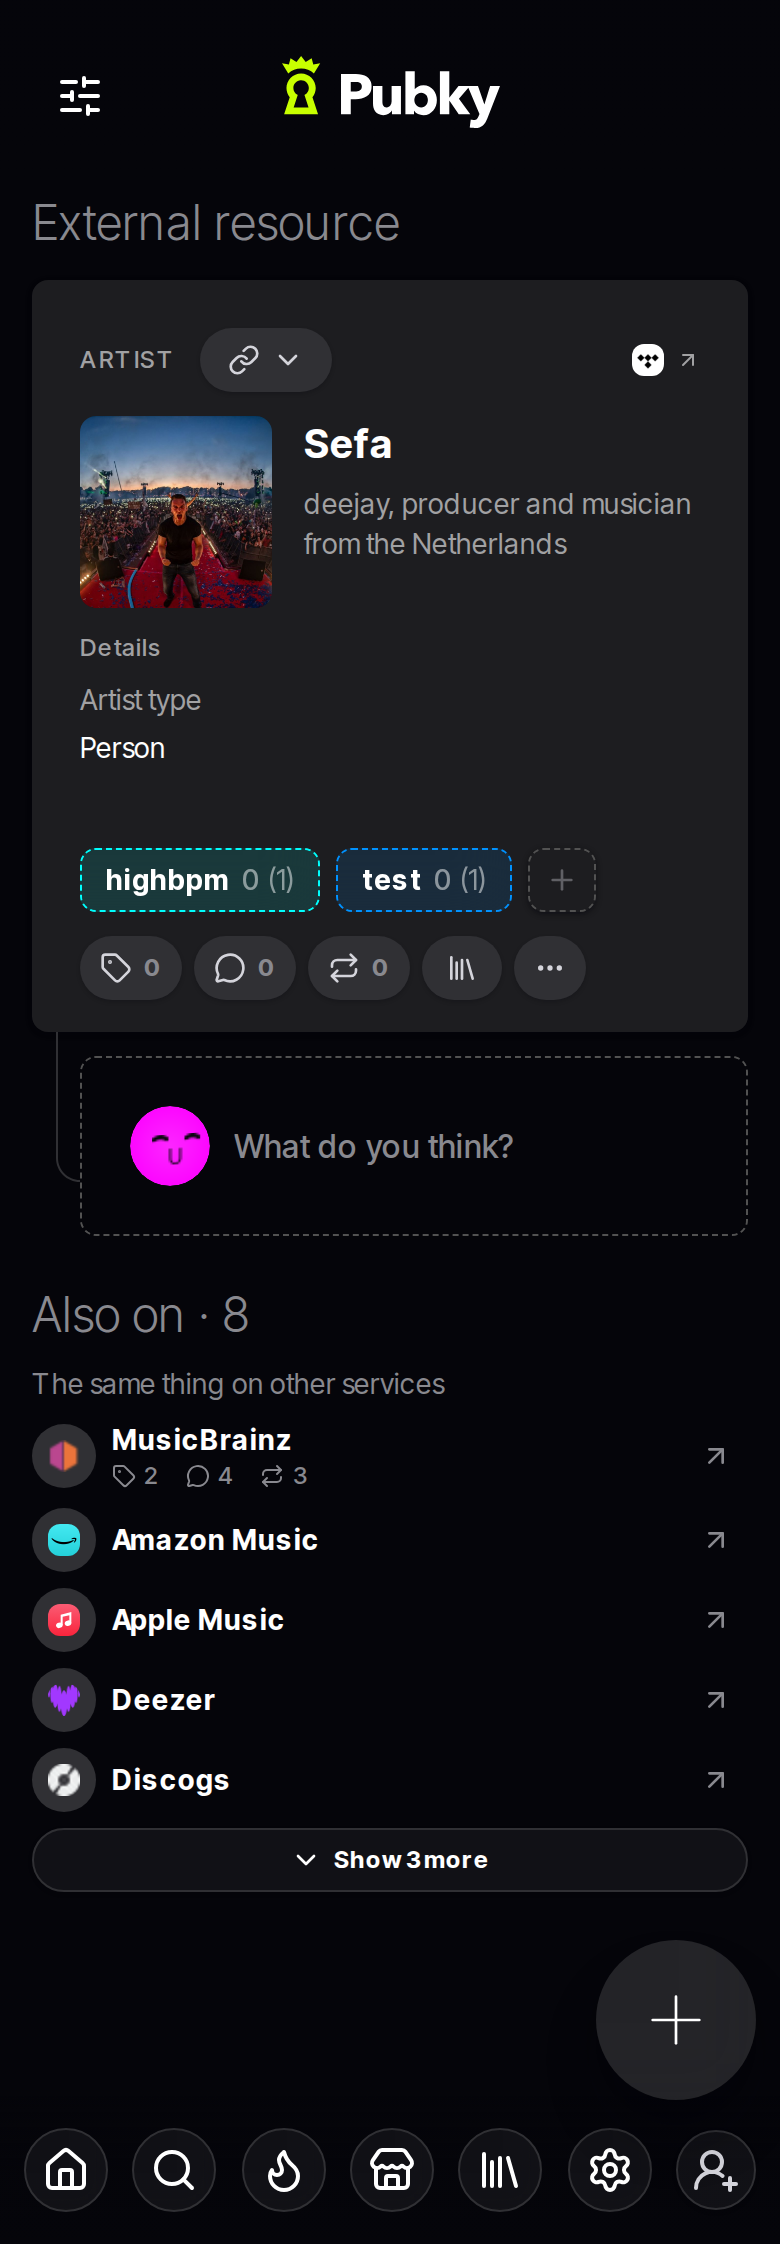 Pubky
External resource
ARTIST
Sefa
deejay, producer and musician
from the Netherlands
Details
Artist type
Person
highbpm 0 (1) test 0 (1)
0 0 0
What do you think?
Also on · 8
The same thing on other services
MusicBrainz
2 4 3
Amazon Music
Apple Music
Deezer
Discogs
Show 3 more